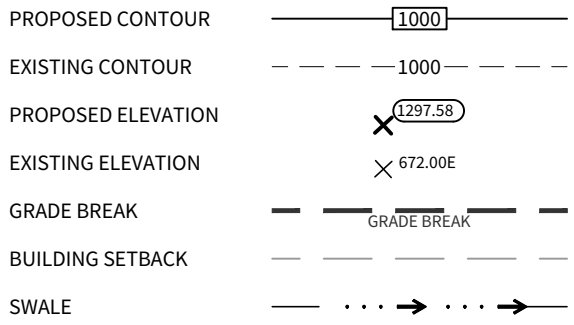 PROPOSED CONTOUR 1000
EXISTING CONTOUR 1000
PROPOSED ELEVATION 1297.58
EXISTING ELEVATION 672.00E
GRADE BREAK GRADE BREAK
BUILDING SETBACK
SWALE